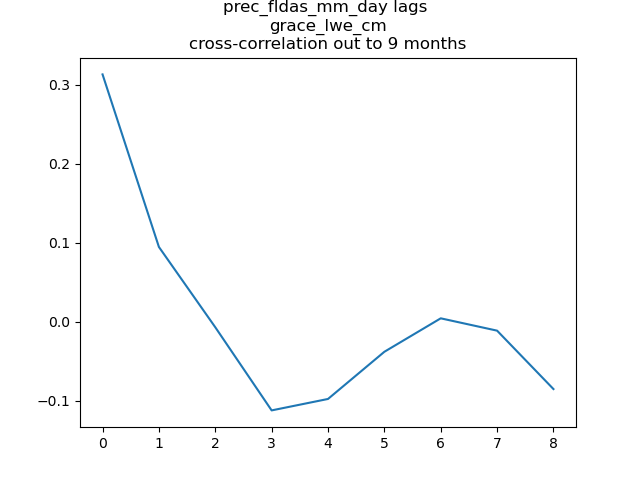 prec_fldas_mm_day lags
grace_lwe_cm
cross-correlation out to 9 months
0.3
0.2
0.1
0.0
−0.1
0 1 2 3 4 5 6 7 8